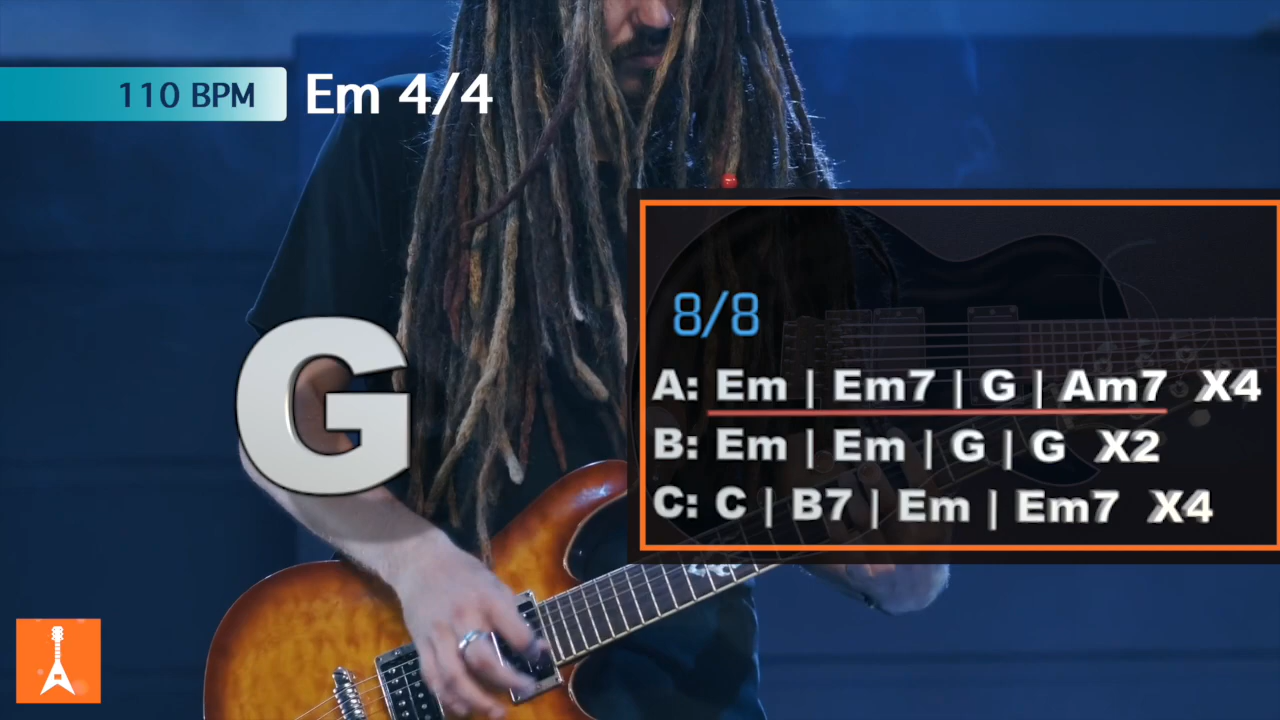 110 BPM
Em 4/4
G
8/8
A: Em | Em7 | G | Am7 X4
B: Em | Em | G | G X2
C: C | B7 | Em | Em7 X4